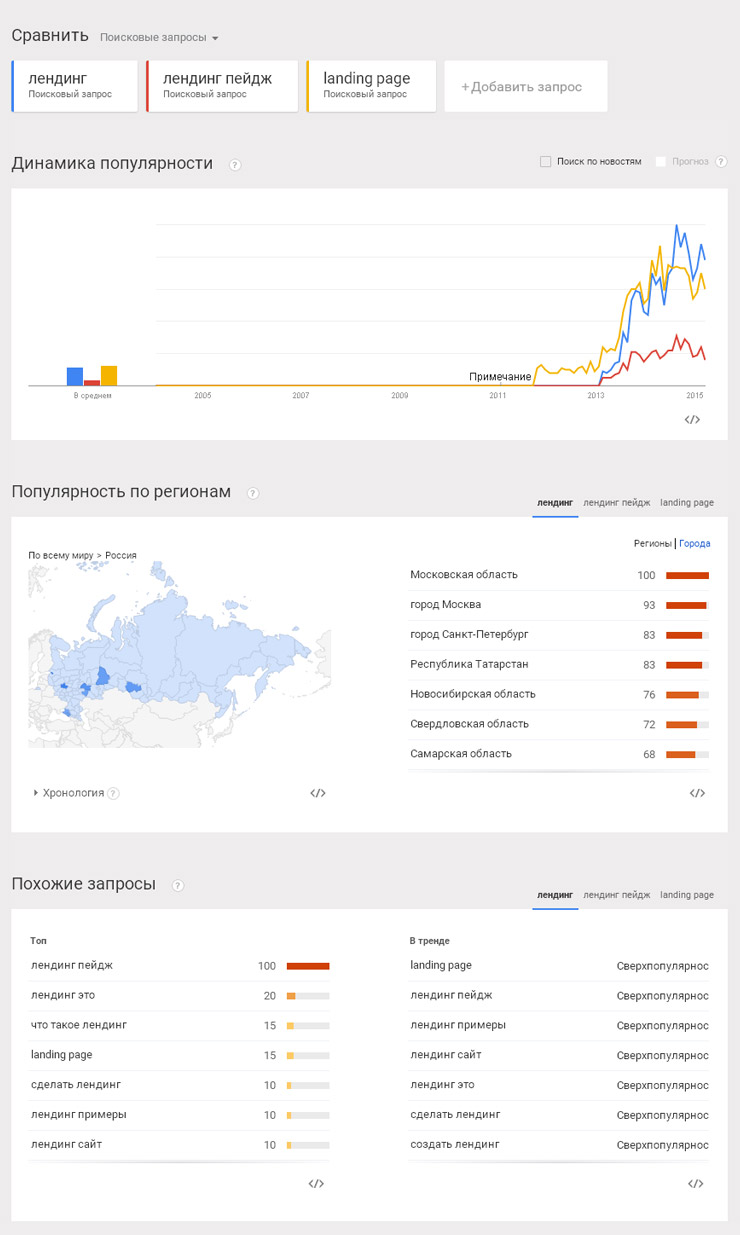 Сравнить Поисковые запросы
лендинг
Поисковый запрос
лендинг пейдж
Поисковый запрос
landing page
Поисковый запрос
+Добавить запрос
Динамика популярности ?
Поиск по новостям Прогноз ?
Примечание
В среднем 2005 2007 2009 2011 2013 2015
</>
Популярность по регионам ?
лендинг лендинг пейдж landing page
Регионы | Города
По всему миру > Россия
Московская область 100
город Москва 93
город Санкт-Петербург 83
Республика Татарстан 83
Новосибирская область 76
Свердловская область 72
Самарская область 68
Хронология ? </> </>
Похожие запросы ?
лендинг лендинг пейдж landing page
Топ
лендинг пейдж 100
лендинг это 20
что такое лендинг 15
landing page 15
сделать лендинг 10
лендинг примеры 10
лендинг сайт 10
</>
В тренде
landing page Сверхпопулярнос
лендинг пейдж Сверхпопулярнос
лендинг примеры Сверхпопулярнос
лендинг сайт Сверхпопулярнос
лендинг это Сверхпопулярнос
сделать лендинг Сверхпопулярнос
создать лендинг Сверхпопулярнос
</>